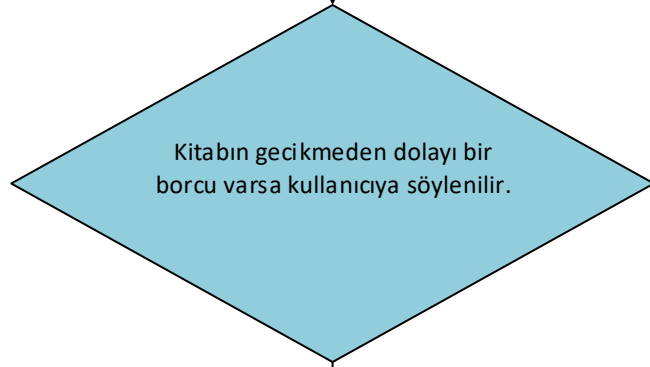 Kitabın gecikmeden dolayı bir
borcu varsa kullanıcıya söylenilir.